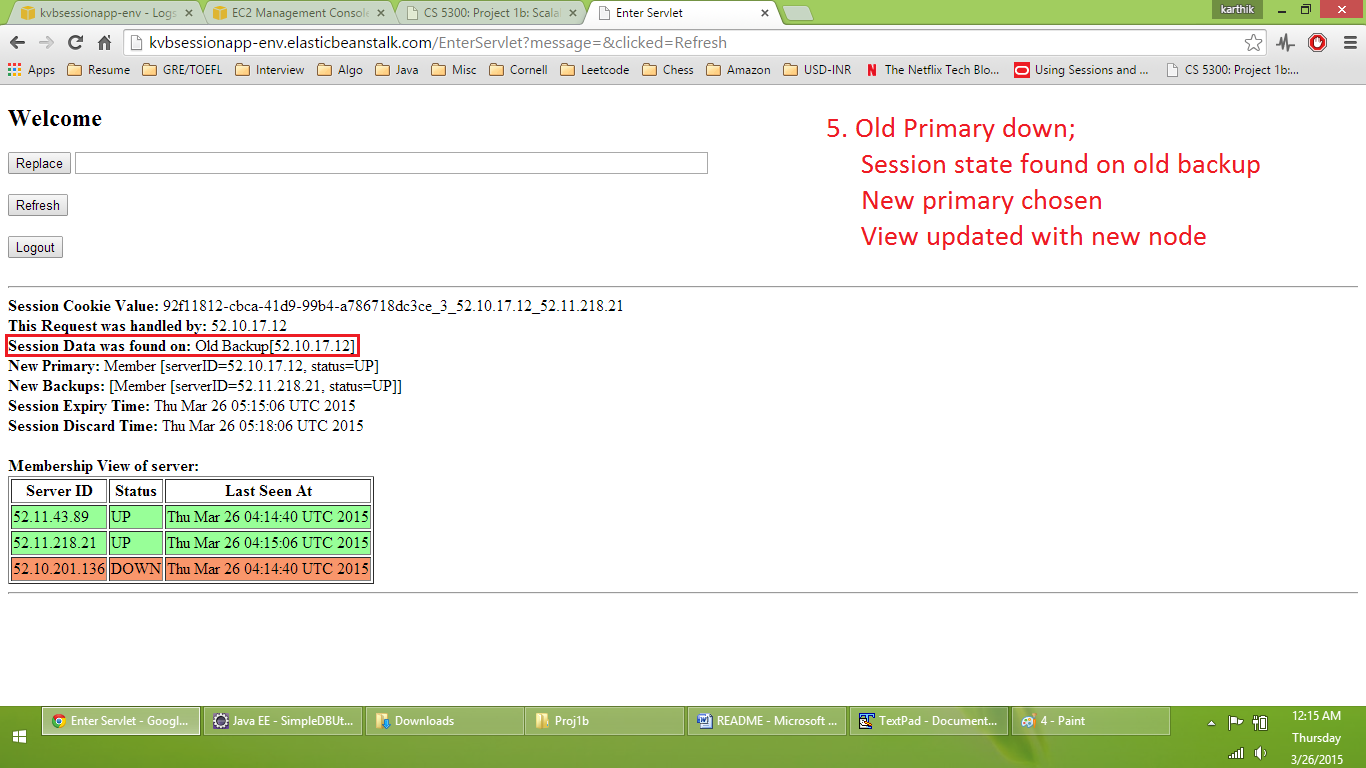 kvbsessionapp-env - Logs
EC2 Management Console
CS 5300: Project 1b: Scala
Enter Servlet
karthik
kvbsessionapp-env.elasticbeanstalk.com/EnterServlet?message=&clicked=Refresh
Apps Resume GRE/TOEFL Interview Algo Java Misc Cornell Leetcode Chess Amazon USD-INR The Netflix Tech Blo... Using Sessions and ... CS 5300: Project 1b:...
Welcome
Replace
Refresh
Logout
5. Old Primary down;
Session state found on old backup
New primary chosen
View updated with new node
Session Cookie Value: 92f11812-cbca-41d9-99b4-a786718dc3ce_3_52.10.17.12_52.11.218.21
This Request was handled by: 52.10.17.12
Session Data was found on: Old Backup[52.10.17.12]
New Primary: Member [serverID=52.10.17.12, status=UP]
New Backups: [Member [serverID=52.11.218.21, status=UP]]
Session Expiry Time: Thu Mar 26 05:15:06 UTC 2015
Session Discard Time: Thu Mar 26 05:18:06 UTC 2015
Membership View of server:
Server ID Status Last Seen At
52.11.43.89 UP Thu Mar 26 04:14:40 UTC 2015
52.11.218.21 UP Thu Mar 26 04:15:06 UTC 2015
52.10.201.136 DOWN Thu Mar 26 04:14:40 UTC 2015
Enter Servlet - Googl... Java EE - SimpleDBUt... Downloads Proj1b README - Microsoft ... TextPad - Document... 4 - Paint
12:15 AM
Thursday
3/26/2015